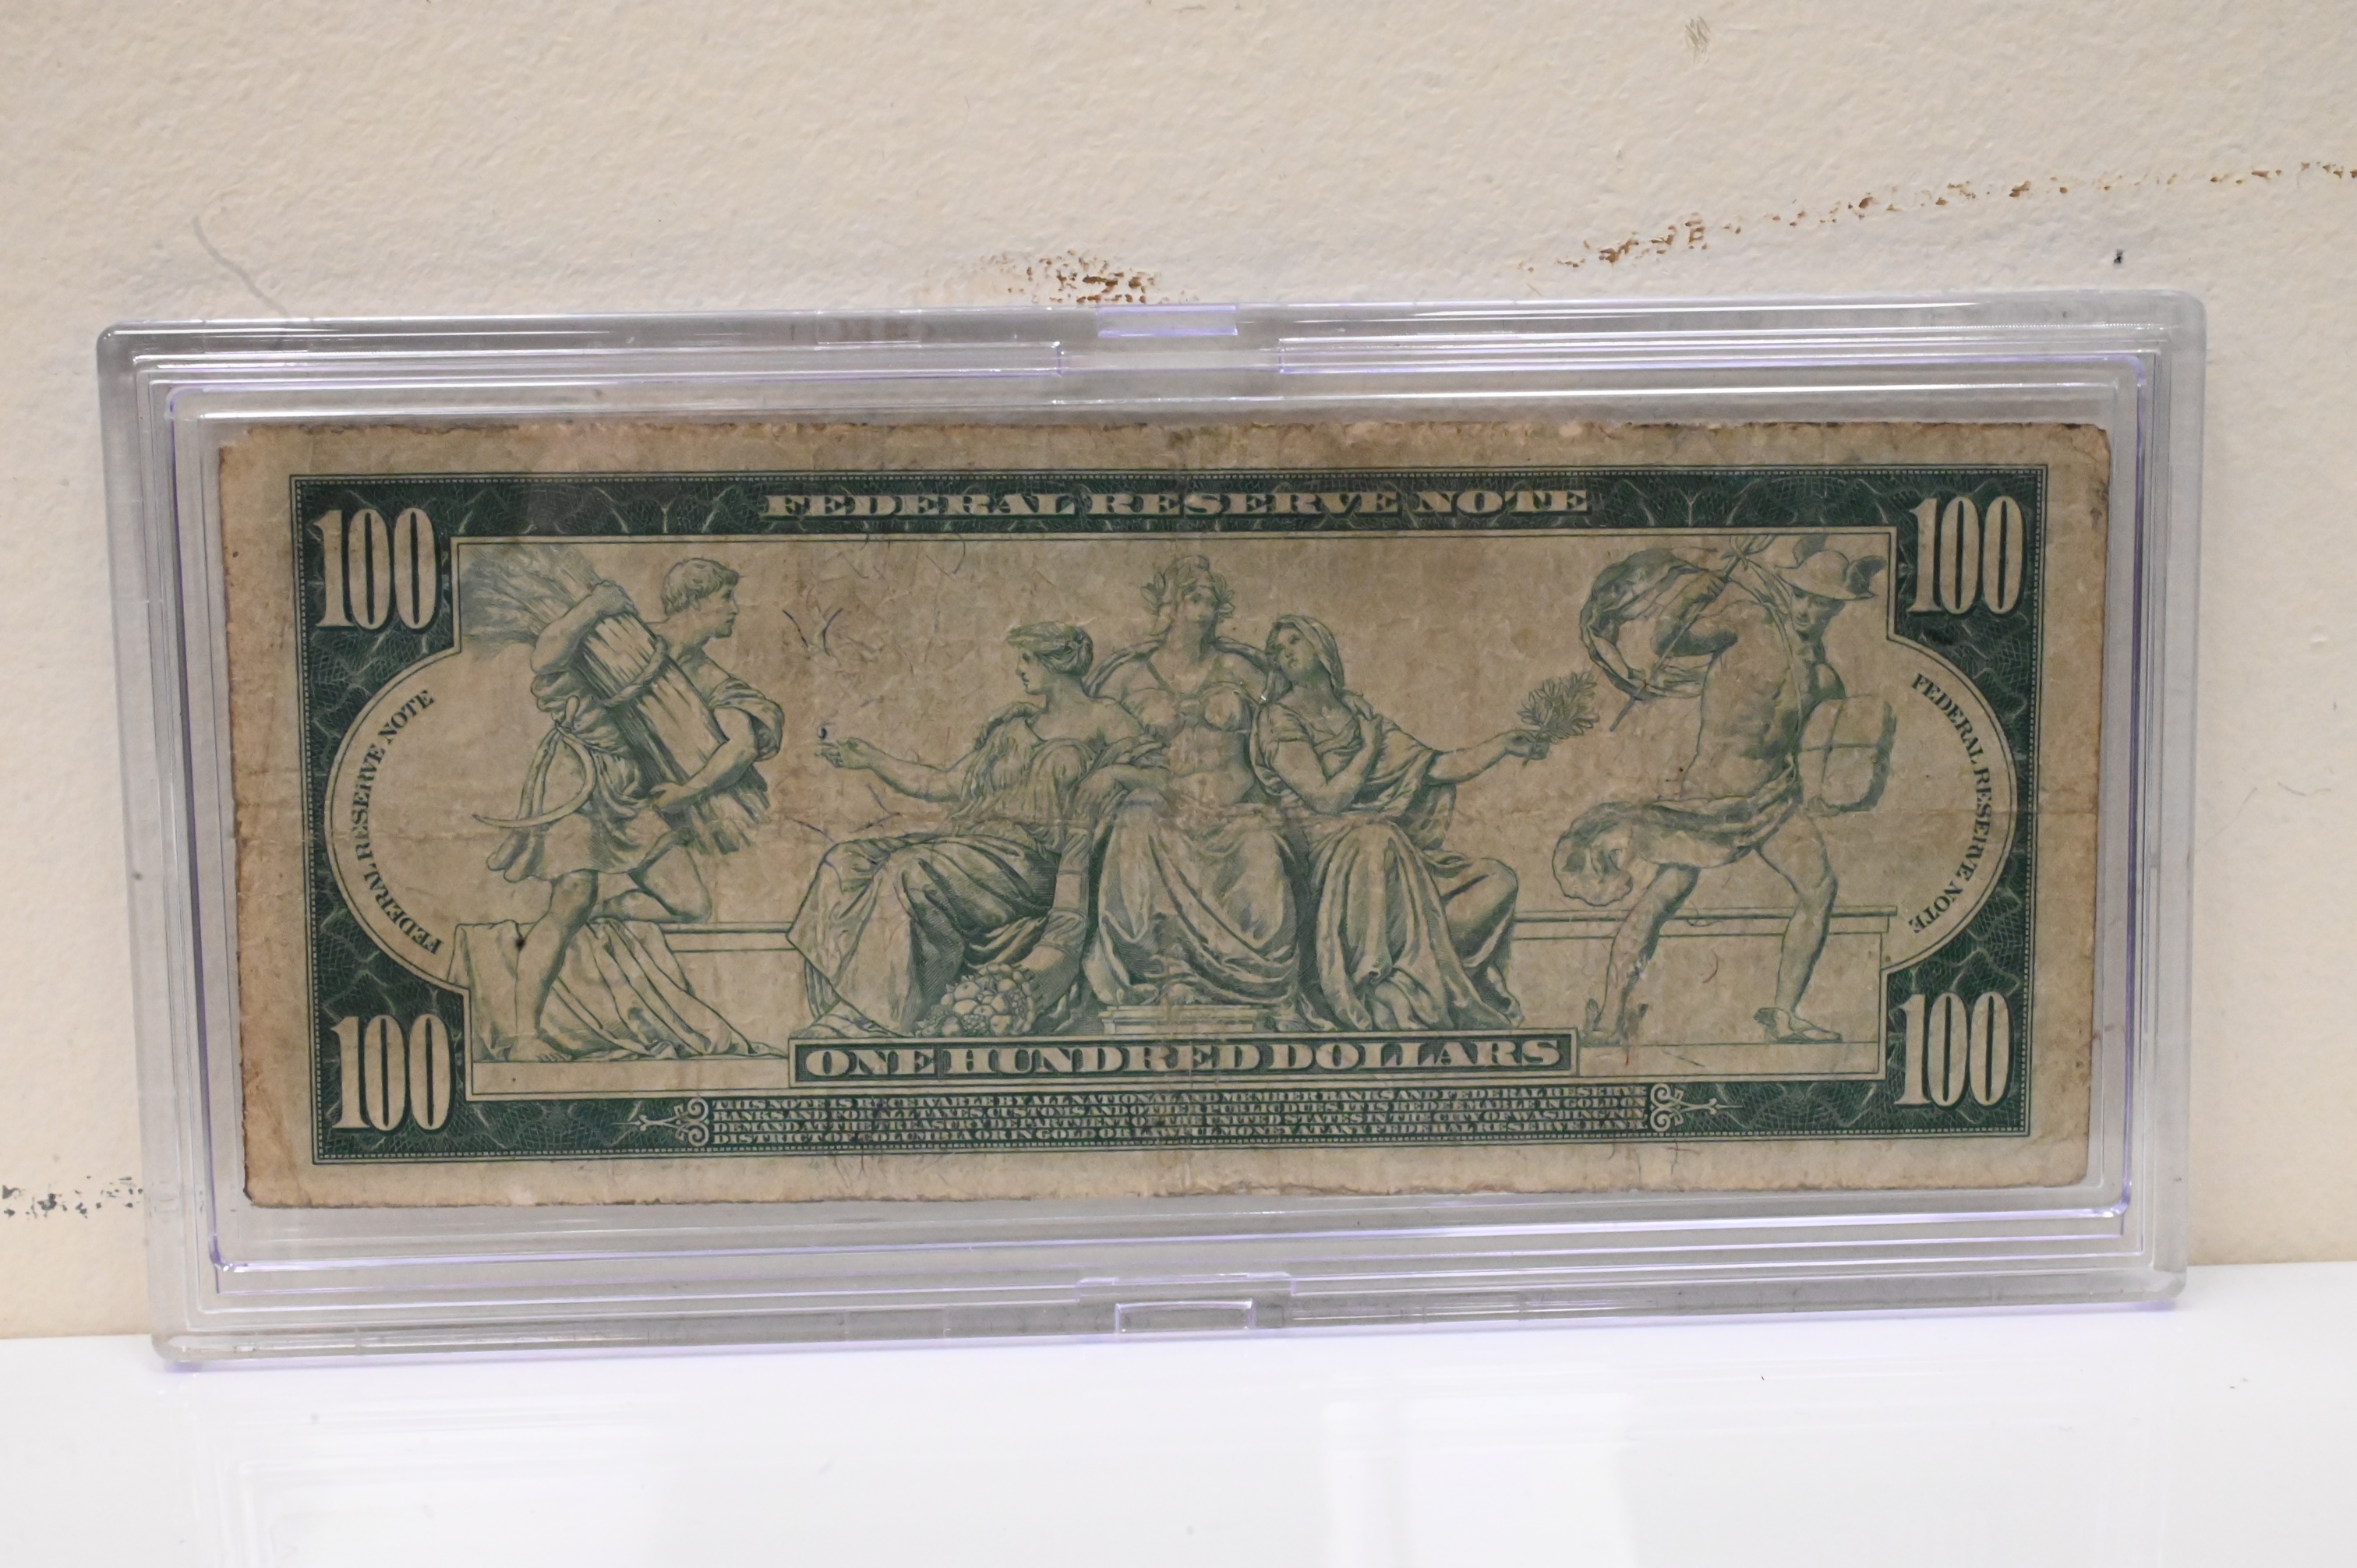 FEDERAL RESERVE NOTE
100
100
FEDERAL RESERVE NOTE
FEDERAL RESERVE NOTE
100
100
ONE HUNDRED DOLLARS
THIS NOTE IS RECEIVABLE BY ALL NATIONAL AND MEMBER BANKS AND FEDERAL RESERVE
BANKS AND FOR ALL TAXES, CUSTOMS AND OTHER PUBLIC DUES. IT IS REDEEMABLE IN GOLD ON
DEMAND AT THE TREASURY DEPARTMENT OF THE UNITED STATES IN THE CITY OF WASHINGTON
DISTRICT OF COLUMBIA OR IN GOLD OR LAWFUL MONEY AT ANY FEDERAL RESERVE BANK